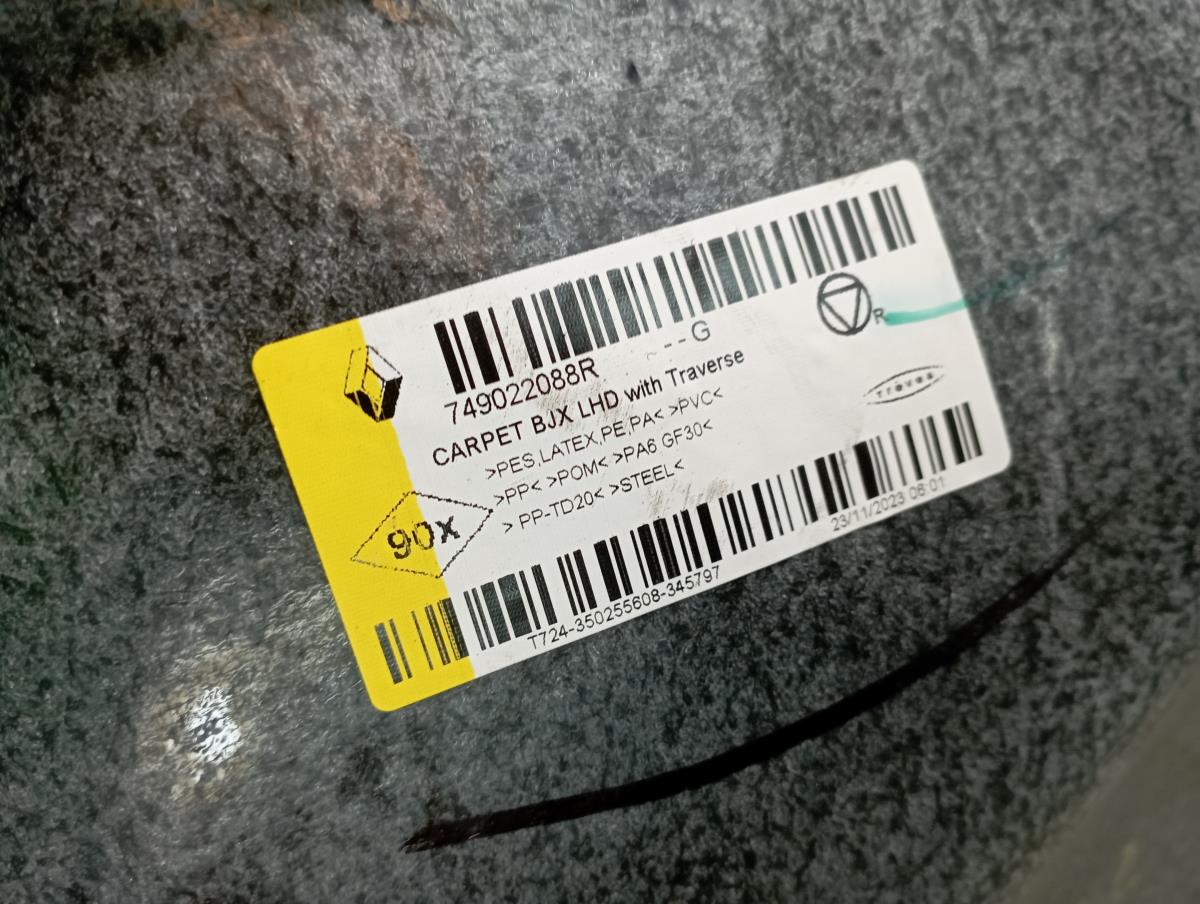 749022088R
--G
CARPET BJX LHD with Traverse
>PES,LATEX,PE,PA< >PVC<
>PP< >POM< >PA6 GF30<
> PP-TD20< >STEEL<
R
Treves
90x
T724-350255608-345797
23/11/2023 06:01